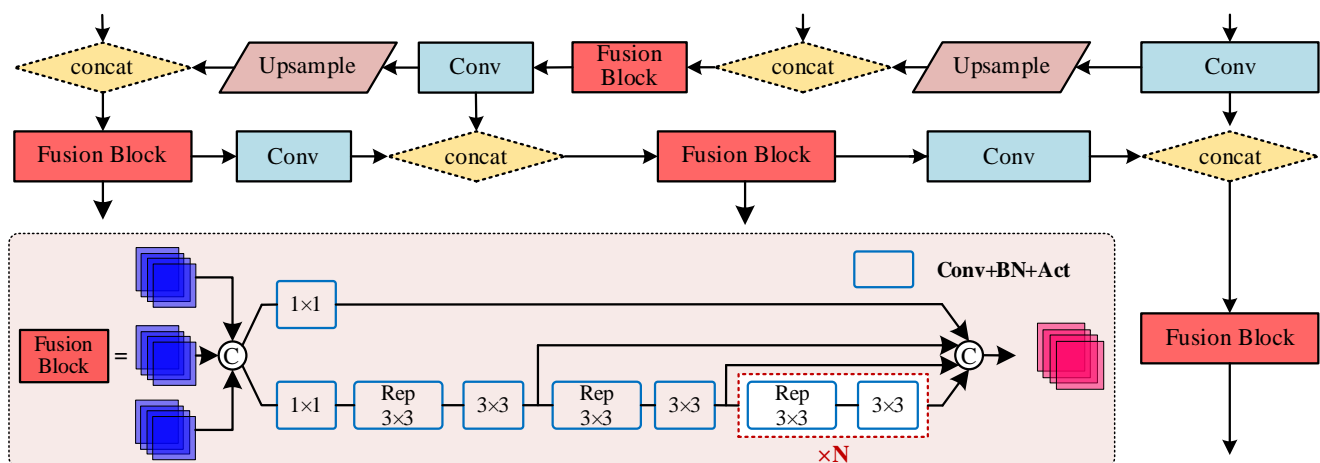 concat
Upsample
Conv
Fusion
Block
concat
Upsample
Conv
Fusion Block
Conv
concat
Fusion Block
Conv
concat
Conv+BN+Act
1×1
Fusion
Block
=
C
C
Fusion Block
1×1
Rep
3×3
3×3
Rep
3×3
3×3
Rep
3×3
3×3
×N